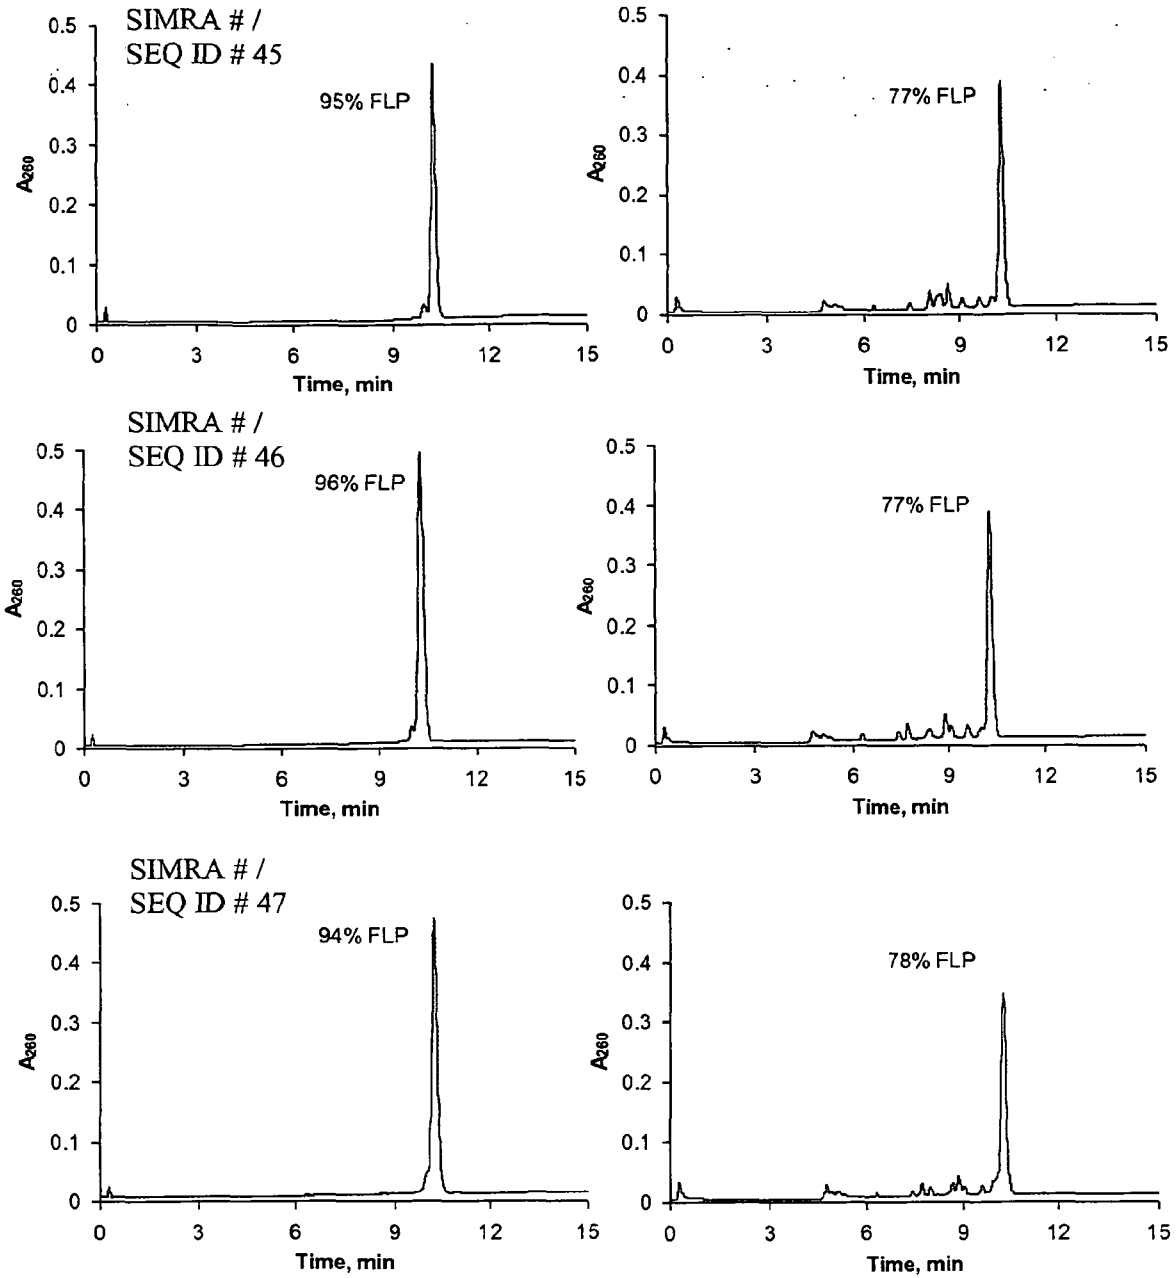 SIMRA # /
SEQ ID # 45
0.5
0.4
0.3
0.2
0.1
0
A260
95% FLP
0 3 6 9 12 15
Time, min
0.5
0.4
0.3
0.2
0.1
0
A260
77% FLP
0 3 6 9 12 15
Time, min
SIMRA # /
SEQ ID # 46
0.5
0.4
0.3
0.2
0.1
0
A260
96% FLP
0 3 6 9 12 15
Time, min
0.5
0.4
0.3
0.2
0.1
0
A260
77% FLP
0 3 6 9 12 15
Time, min
SIMRA # /
SEQ ID # 47
0.5
0.4
0.3
0.2
0.1
0
A260
94% FLP
0 3 6 9 12 15
Time, min
0.5
0.4
0.3
0.2
0.1
0
A260
78% FLP
0 3 6 9 12 15
Time, min